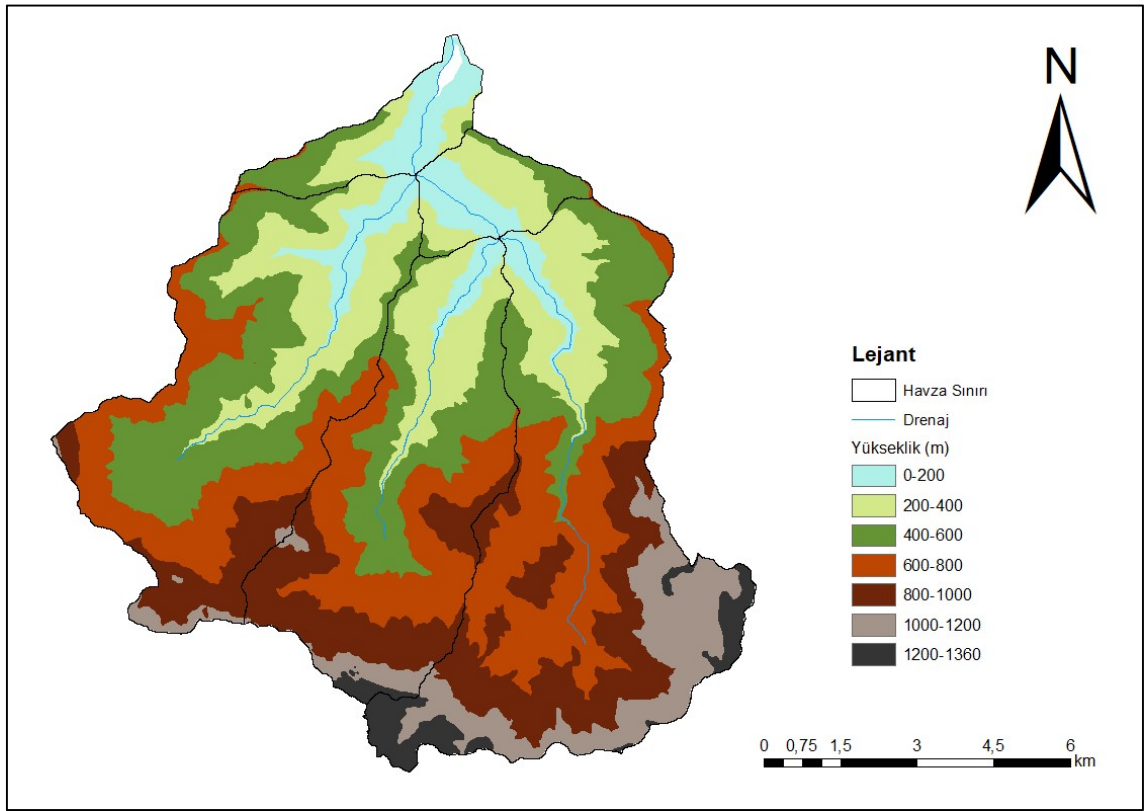 N
Lejant
Havza Sınırı
Drenaj
Yükseklik (m)
0-200
200-400
400-600
600-800
800-1000
1000-1200
1200-1360
0 0,75 1,5 3 4,5 6
km